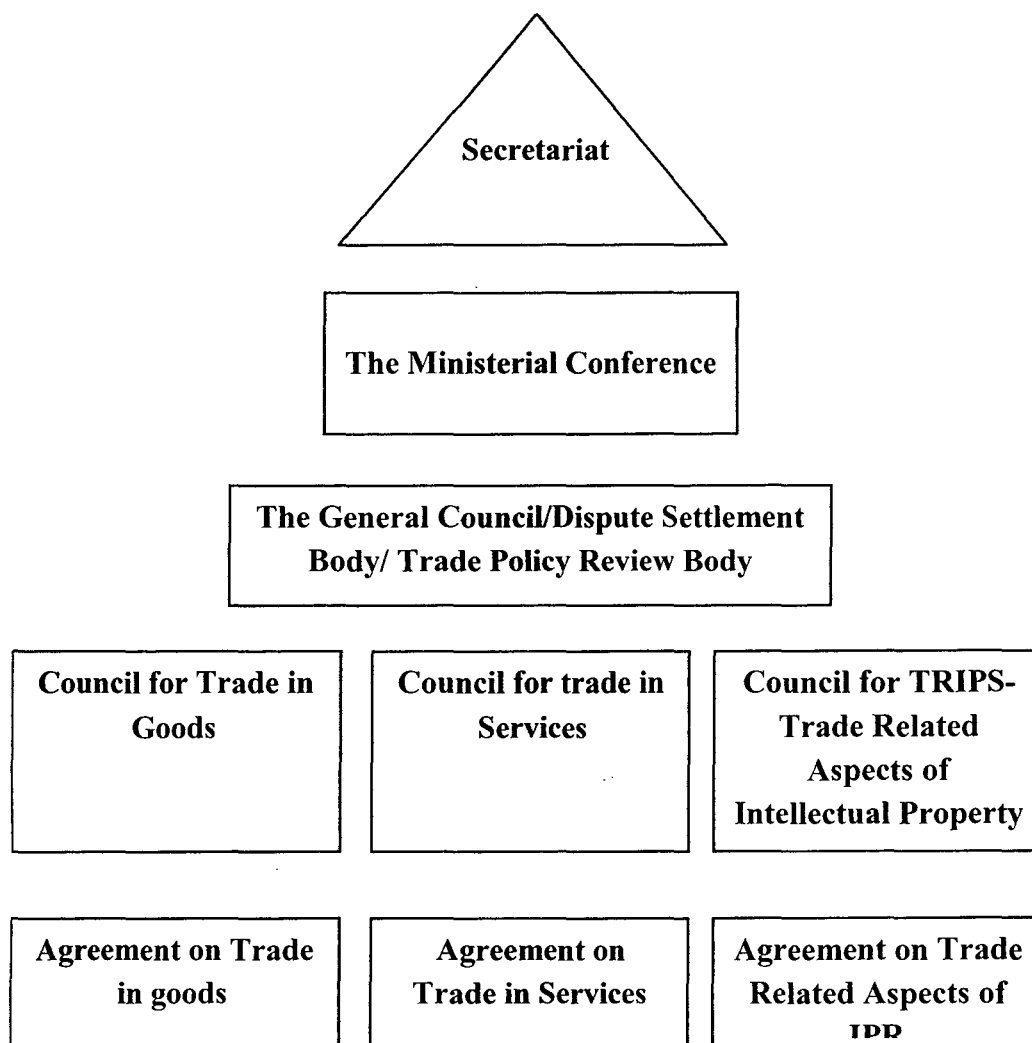 Secretariat
The Ministerial Conference
The General Council/Dispute Settlement
Body/ Trade Policy Review Body
Council for Trade in
Goods
Council for trade in
Services
Council for TRIPS-
Trade Related
Aspects of
Intellectual Property
Agreement on Trade
in goods
Agreement on
Trade in Services
Agreement on Trade
Related Aspects of
IPR